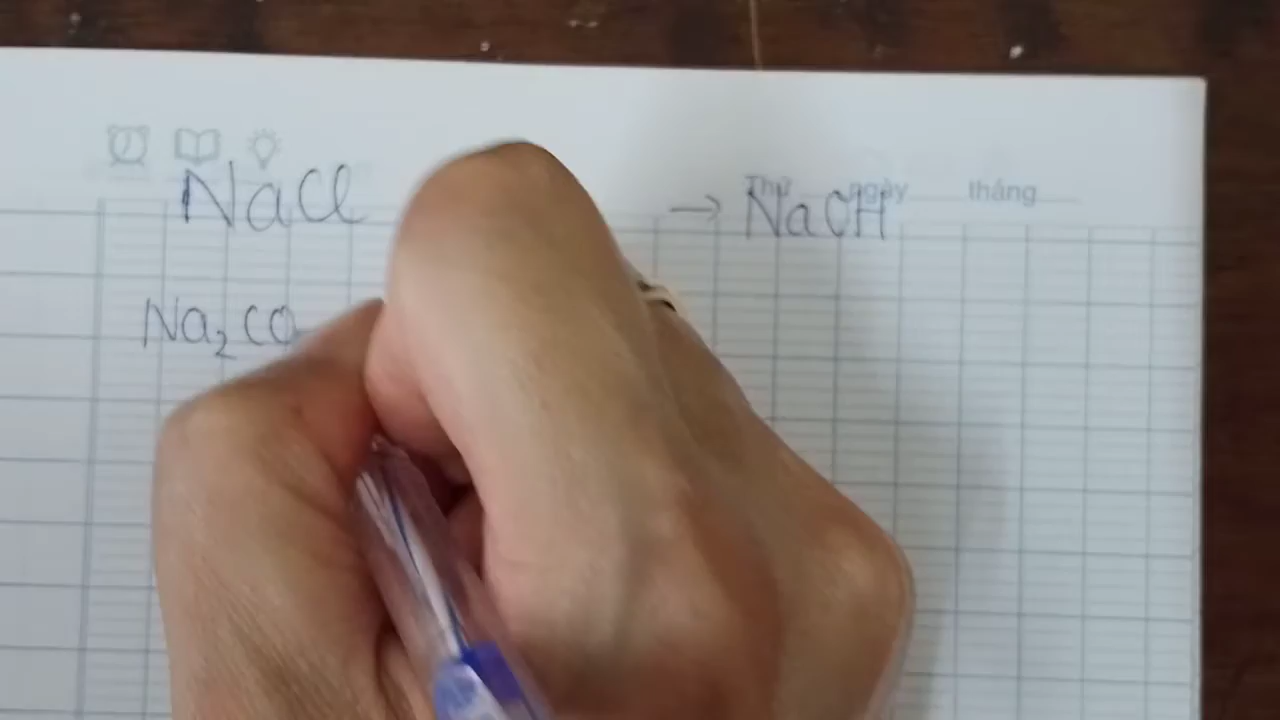 Thứ ngày tháng
NaCl → NaOH
Na₂CO